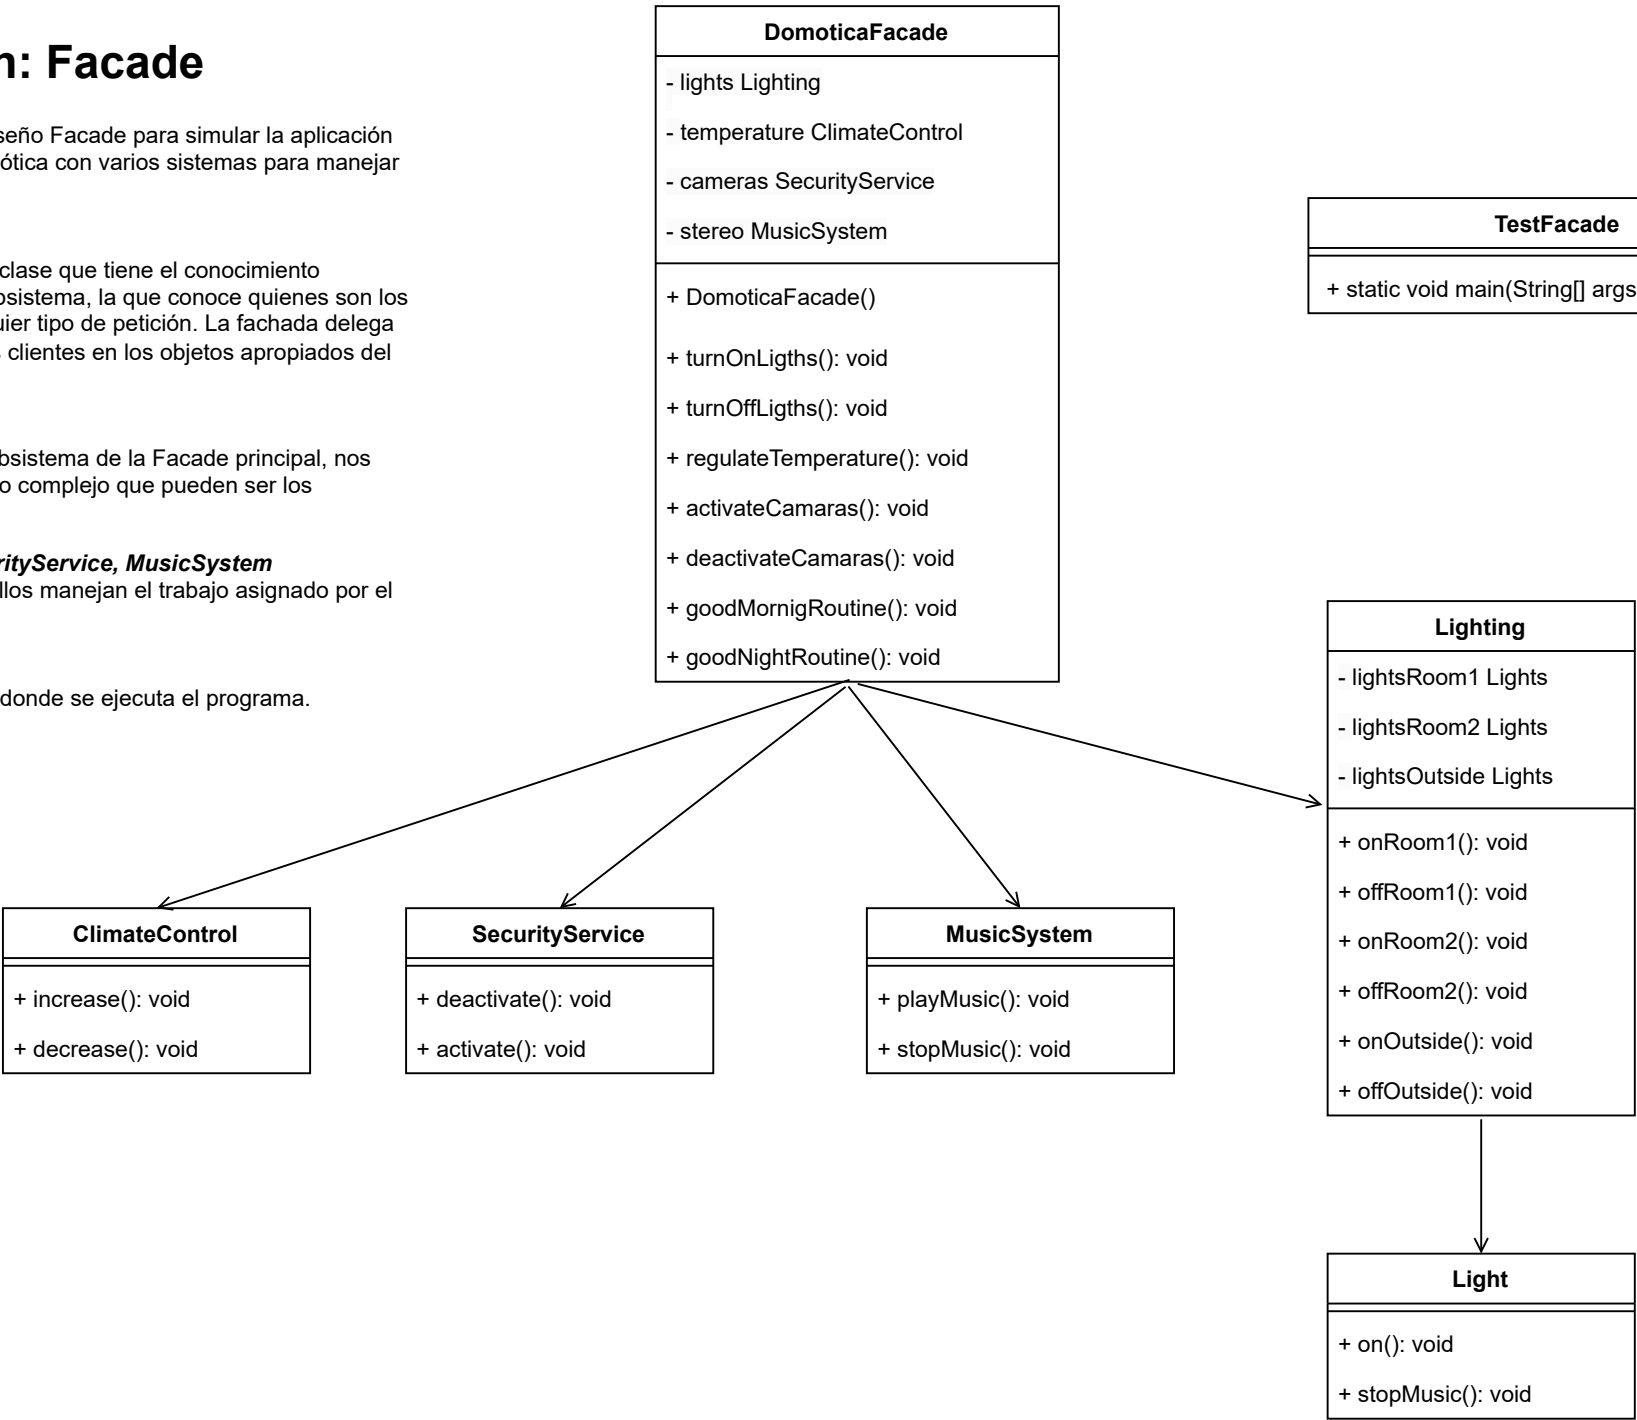 n: Facade
seño Facade para simular la aplicación
ótica con varios sistemas para manejar
clase que tiene el conocimiento
osistema, la que conoce quienes son los
uier tipo de petición. La fachada delega
s clientes en los objetos apropiados del
bsistema de la Facade principal, nos
o complejo que pueden ser los
rityService, MusicSystem
llos manejan el trabajo asignado por el
donde se ejecuta el programa.
DomoticaFacade
- lights Lighting
- temperature ClimateControl
- cameras SecurityService
- stereo MusicSystem
+ DomoticaFacade()
+ turnOnLigths(): void
+ turnOffLigths(): void
+ regulateTemperature(): void
+ activateCamaras(): void
+ deactivateCamaras(): void
+ goodMornigRoutine(): void
+ goodNightRoutine(): void
TestFacade
+ static void main(String[] args
ClimateControl
+ increase(): void
+ decrease(): void
SecurityService
+ deactivate(): void
+ activate(): void
MusicSystem
+ playMusic(): void
+ stopMusic(): void
Lighting
- lightsRoom1 Lights
- lightsRoom2 Lights
- lightsOutside Lights
+ onRoom1(): void
+ offRoom1(): void
+ onRoom2(): void
+ offRoom2(): void
+ onOutside(): void
+ offOutside(): void
Light
+ on(): void
+ stopMusic(): void